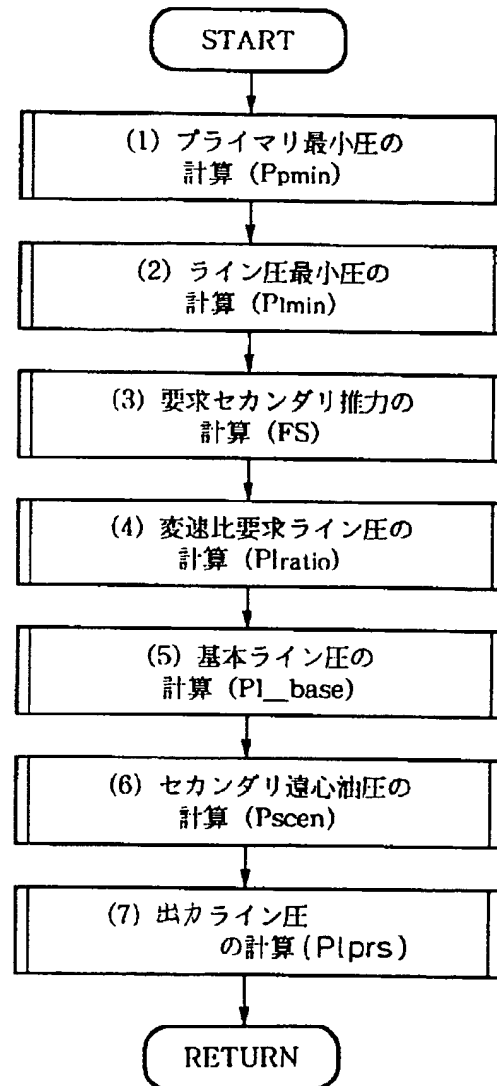 START
(1) プライマリ最小圧の
計算 (Ppmin)
(2) ライン圧最小圧の
計算 (Plmin)
(3) 要求セカンダリ推力の
計算 (FS)
(4) 変速比要求ライン圧の
計算 (Plratio)
(5) 基本ライン圧の
計算 (Pl__base)
(6) セカンダリ遠心油圧の
計算 (Pscen)
(7) 出力ライン圧
の計算 (Plprs)
RETURN